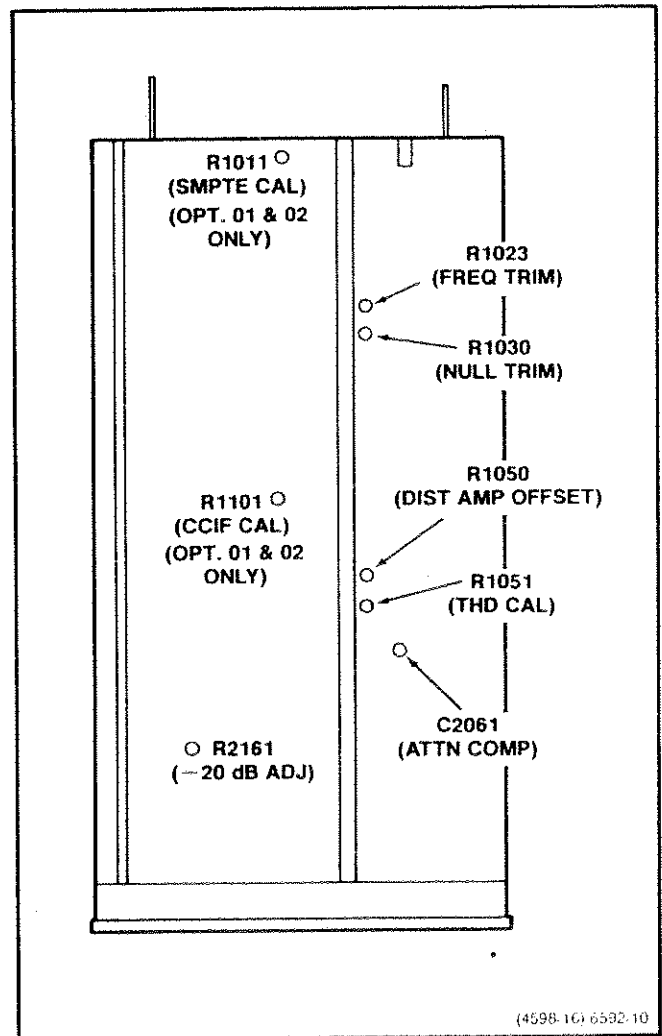 R1011
(SMPTE CAL)
(OPT. 01 & 02
ONLY)
R1023
(FREQ TRIM)
R1030
(NULL TRIM)
R1050
(DIST AMP OFFSET)
R1101
(CCIF CAL)
(OPT. 01 & 02
ONLY)
R1051
(THD CAL)
C2061
(ATTN COMP)
R2161
(−20 dB ADJ)
(4598-16) 6592-10